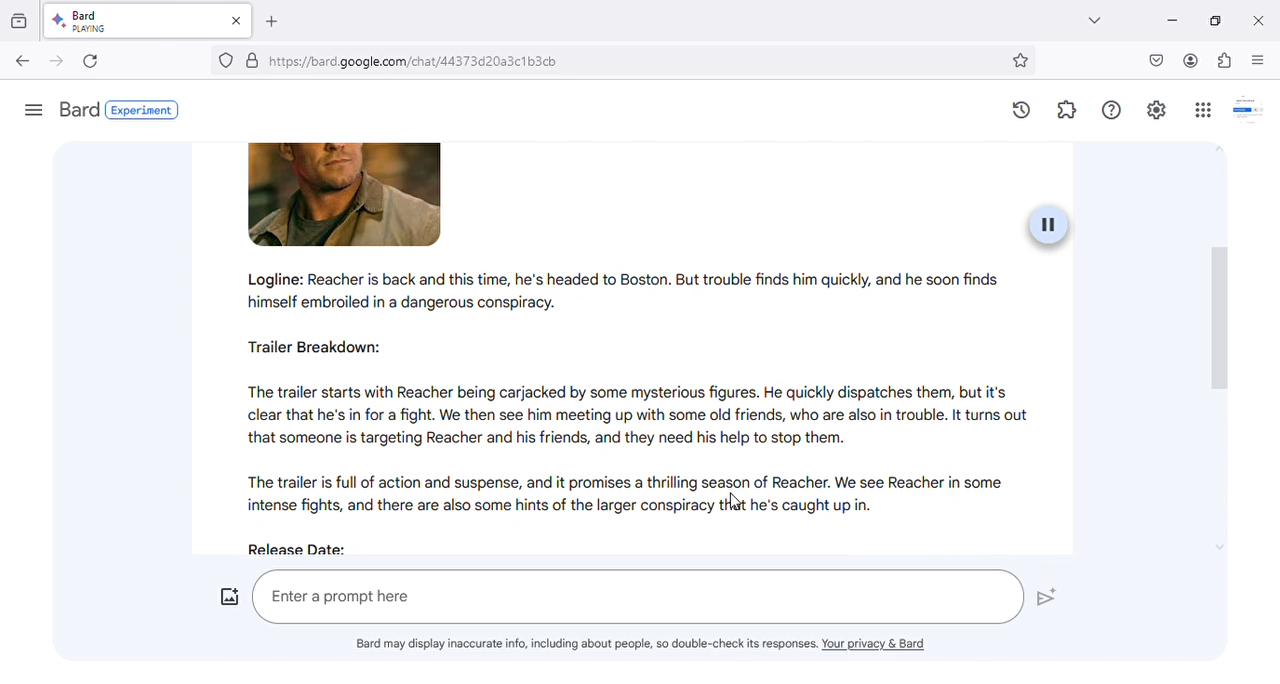 Bard
PLAYING
https://bard.google.com/chat/44373d20a3c1b3cb
Bard Experiment
Logline: Reacher is back and this time, he's headed to Boston. But trouble finds him quickly, and he soon finds
himself embroiled in a dangerous conspiracy.
Trailer Breakdown:
The trailer starts with Reacher being carjacked by some mysterious figures. He quickly dispatches them, but it's
clear that he's in for a fight. We then see him meeting up with some old friends, who are also in trouble. It turns out
that someone is targeting Reacher and his friends, and they need his help to stop them.
The trailer is full of action and suspense, and it promises a thrilling season of Reacher. We see Reacher in some
intense fights, and there are also some hints of the larger conspiracy that he's caught up in.
Release Date:
Enter a prompt here
Bard may display inaccurate info, including about people, so double-check its responses. Your privacy & Bard